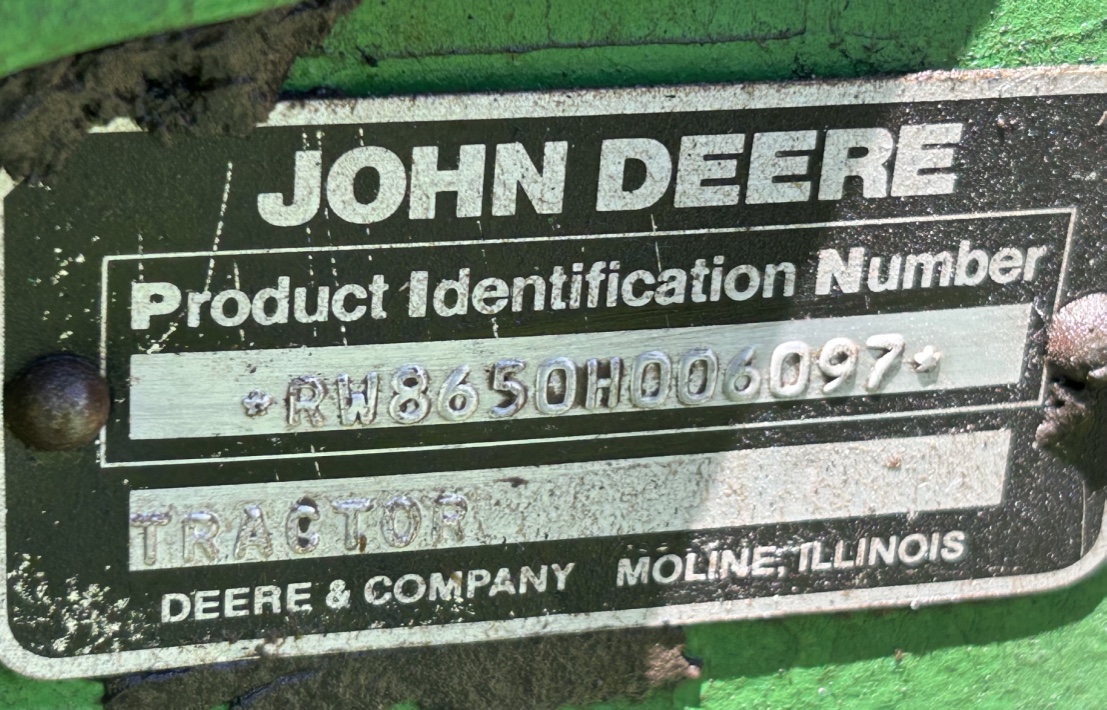 JOHN DEERE
Product Identification Number
*RW8650H006097*
TRACTOR
DEERE & COMPANY MOLINE, ILLINOIS